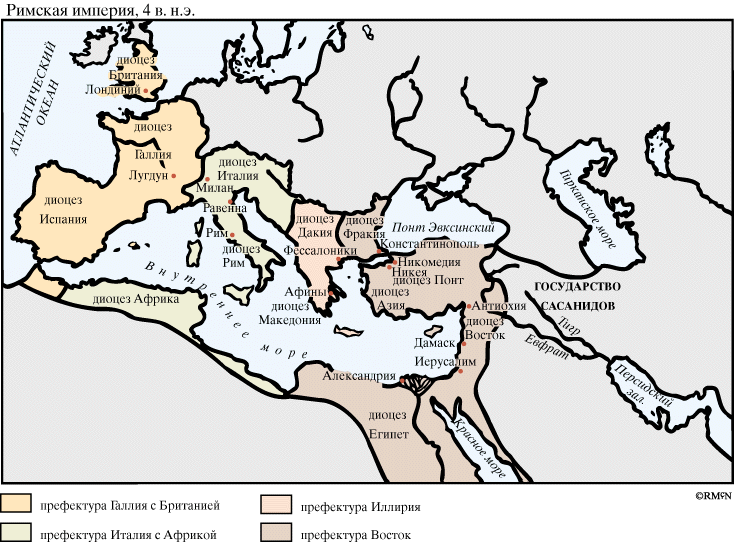 Римская империя, 4 в. н.э.
АТЛАНТИЧЕСКИЙ
ОКЕАН
диоцез
Британия
Лондиний
диоцез
Галлия
Лугдун
диоцез
Испания
диоцез
Италия
Милан
Равенна
Рим
диоцез
Рим
диоцез
Дакия
диоцез
Фракия
Понт Эвксинский
Константинополь
Фессалоники
Никомедия
Никея
диоцез Понт
диоцез
Азия
Афины
диоцез
Македония
Гирканское море
ГОСУДАРСТВО
САСАНИДОВ
Антиохия
диоцез
Восток
Тигр
Евфрат
Дамаск
Иерусалим
Александрия
Персидский
зал.
диоцез Африка
Внутреннее море
диоцез
Египет
Красное море
©RMcN
префектура Галлия с Британией
префектура Иллирия
префектура Италия с Африкой
префектура Восток